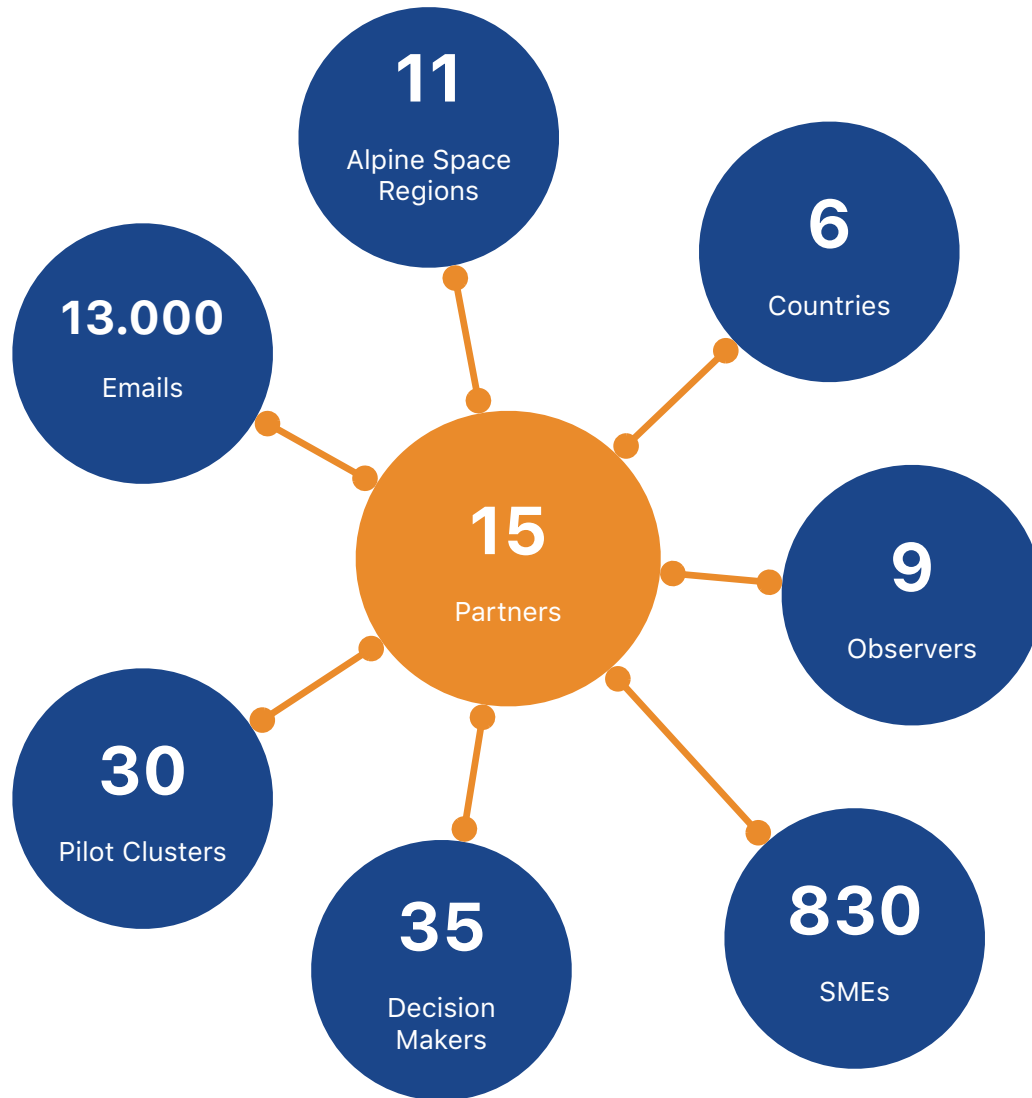 11
Alpine Space
Regions
6
Countries
13.000
Emails
15
Partners
9
Observers
30
Pilot Clusters
35
Decision
Makers
830
SMEs